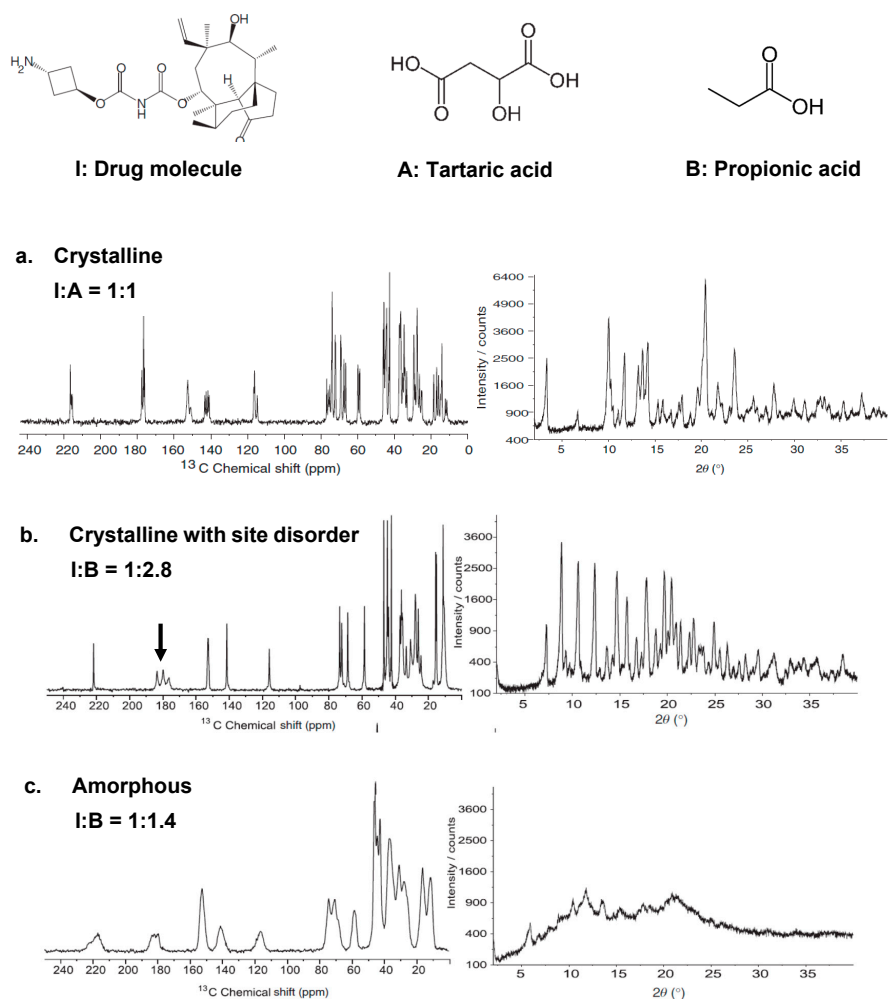 OH
H₂N
O
O
H
O
N
H
O
O
I: Drug molecule
O
HO
OH
O
OH
A: Tartaric acid
O
OH
B: Propionic acid
a. Crystalline
I:A = 1:1
240 220 200 180 160 140 120 100 80 60 40 20 0
¹³C Chemical shift (ppm)
Intensity / counts
6400
4900
3600
2500
1600
900
400
5 10 15 20 25 30 35
2θ (°)
b. Crystalline with site disorder
I:B = 1:2.8
240 220 200 180 160 140 120 100 80 60 40 20
¹³C Chemical shift (ppm)
Intensity / counts
3600
2500
1600
900
400
100
5 10 15 20 25 30 35
2θ (°)
c. Amorphous
I:B = 1:1.4
240 220 200 180 160 140 120 100 80 60 40 20
¹³C Chemical shift (ppm)
Intensity / counts
3600
2500
1600
900
400
100
5 10 15 20 25 30 35
2θ (°)